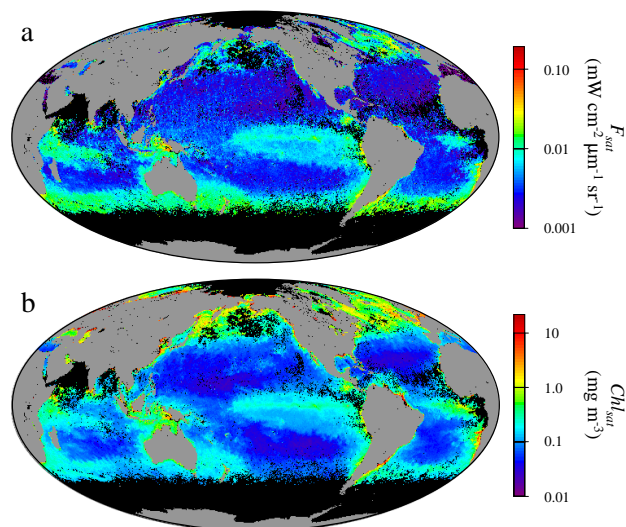 a
0.10
0.01
0.001
F_sat
(mW cm⁻² μm⁻¹ sr⁻¹)
b
10
1.0
0.1
0.01
Chl_sat
(mg m⁻³)